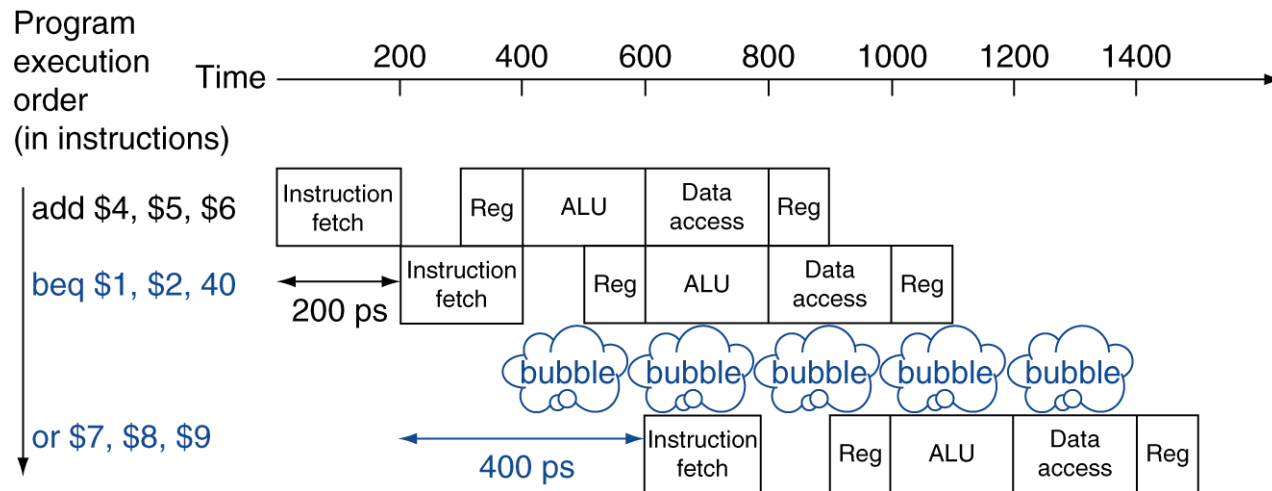 Program
execution
order
(in instructions)
Time
200 400 600 800 1000 1200 1400
add $4, $5, $6
Instruction
fetch
Reg
ALU
Data
access
Reg
beq $1, $2, 40
200 ps
Instruction
fetch
Reg
ALU
Data
access
Reg
bubble bubble bubble bubble bubble
or $7, $8, $9
400 ps
Instruction
fetch
Reg
ALU
Data
access
Reg